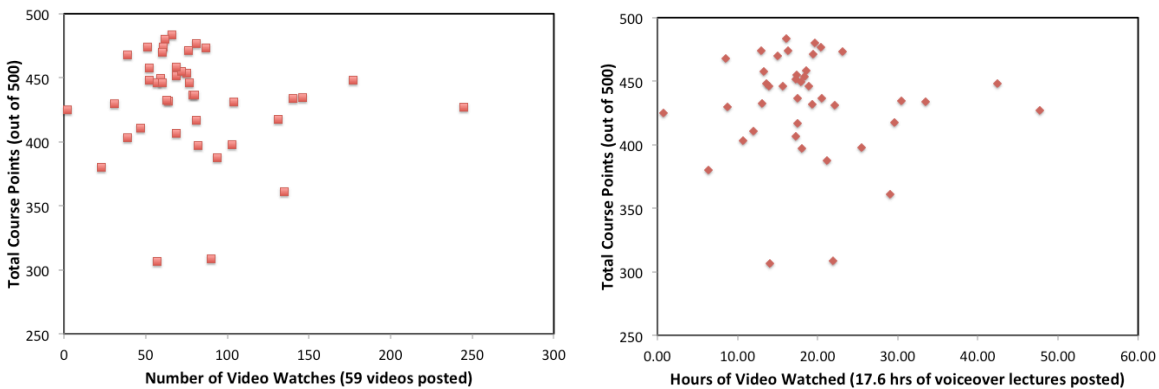 Total Course Points (out of 500)
500
450
400
350
300
250
0 50 100 150 200 250 300
Number of Video Watches (59 videos posted)
Total Course Points (out of 500)
500
450
400
350
300
250
0.00 10.00 20.00 30.00 40.00 50.00 60.00
Hours of Video Watched (17.6 hrs of voiceover lectures posted)